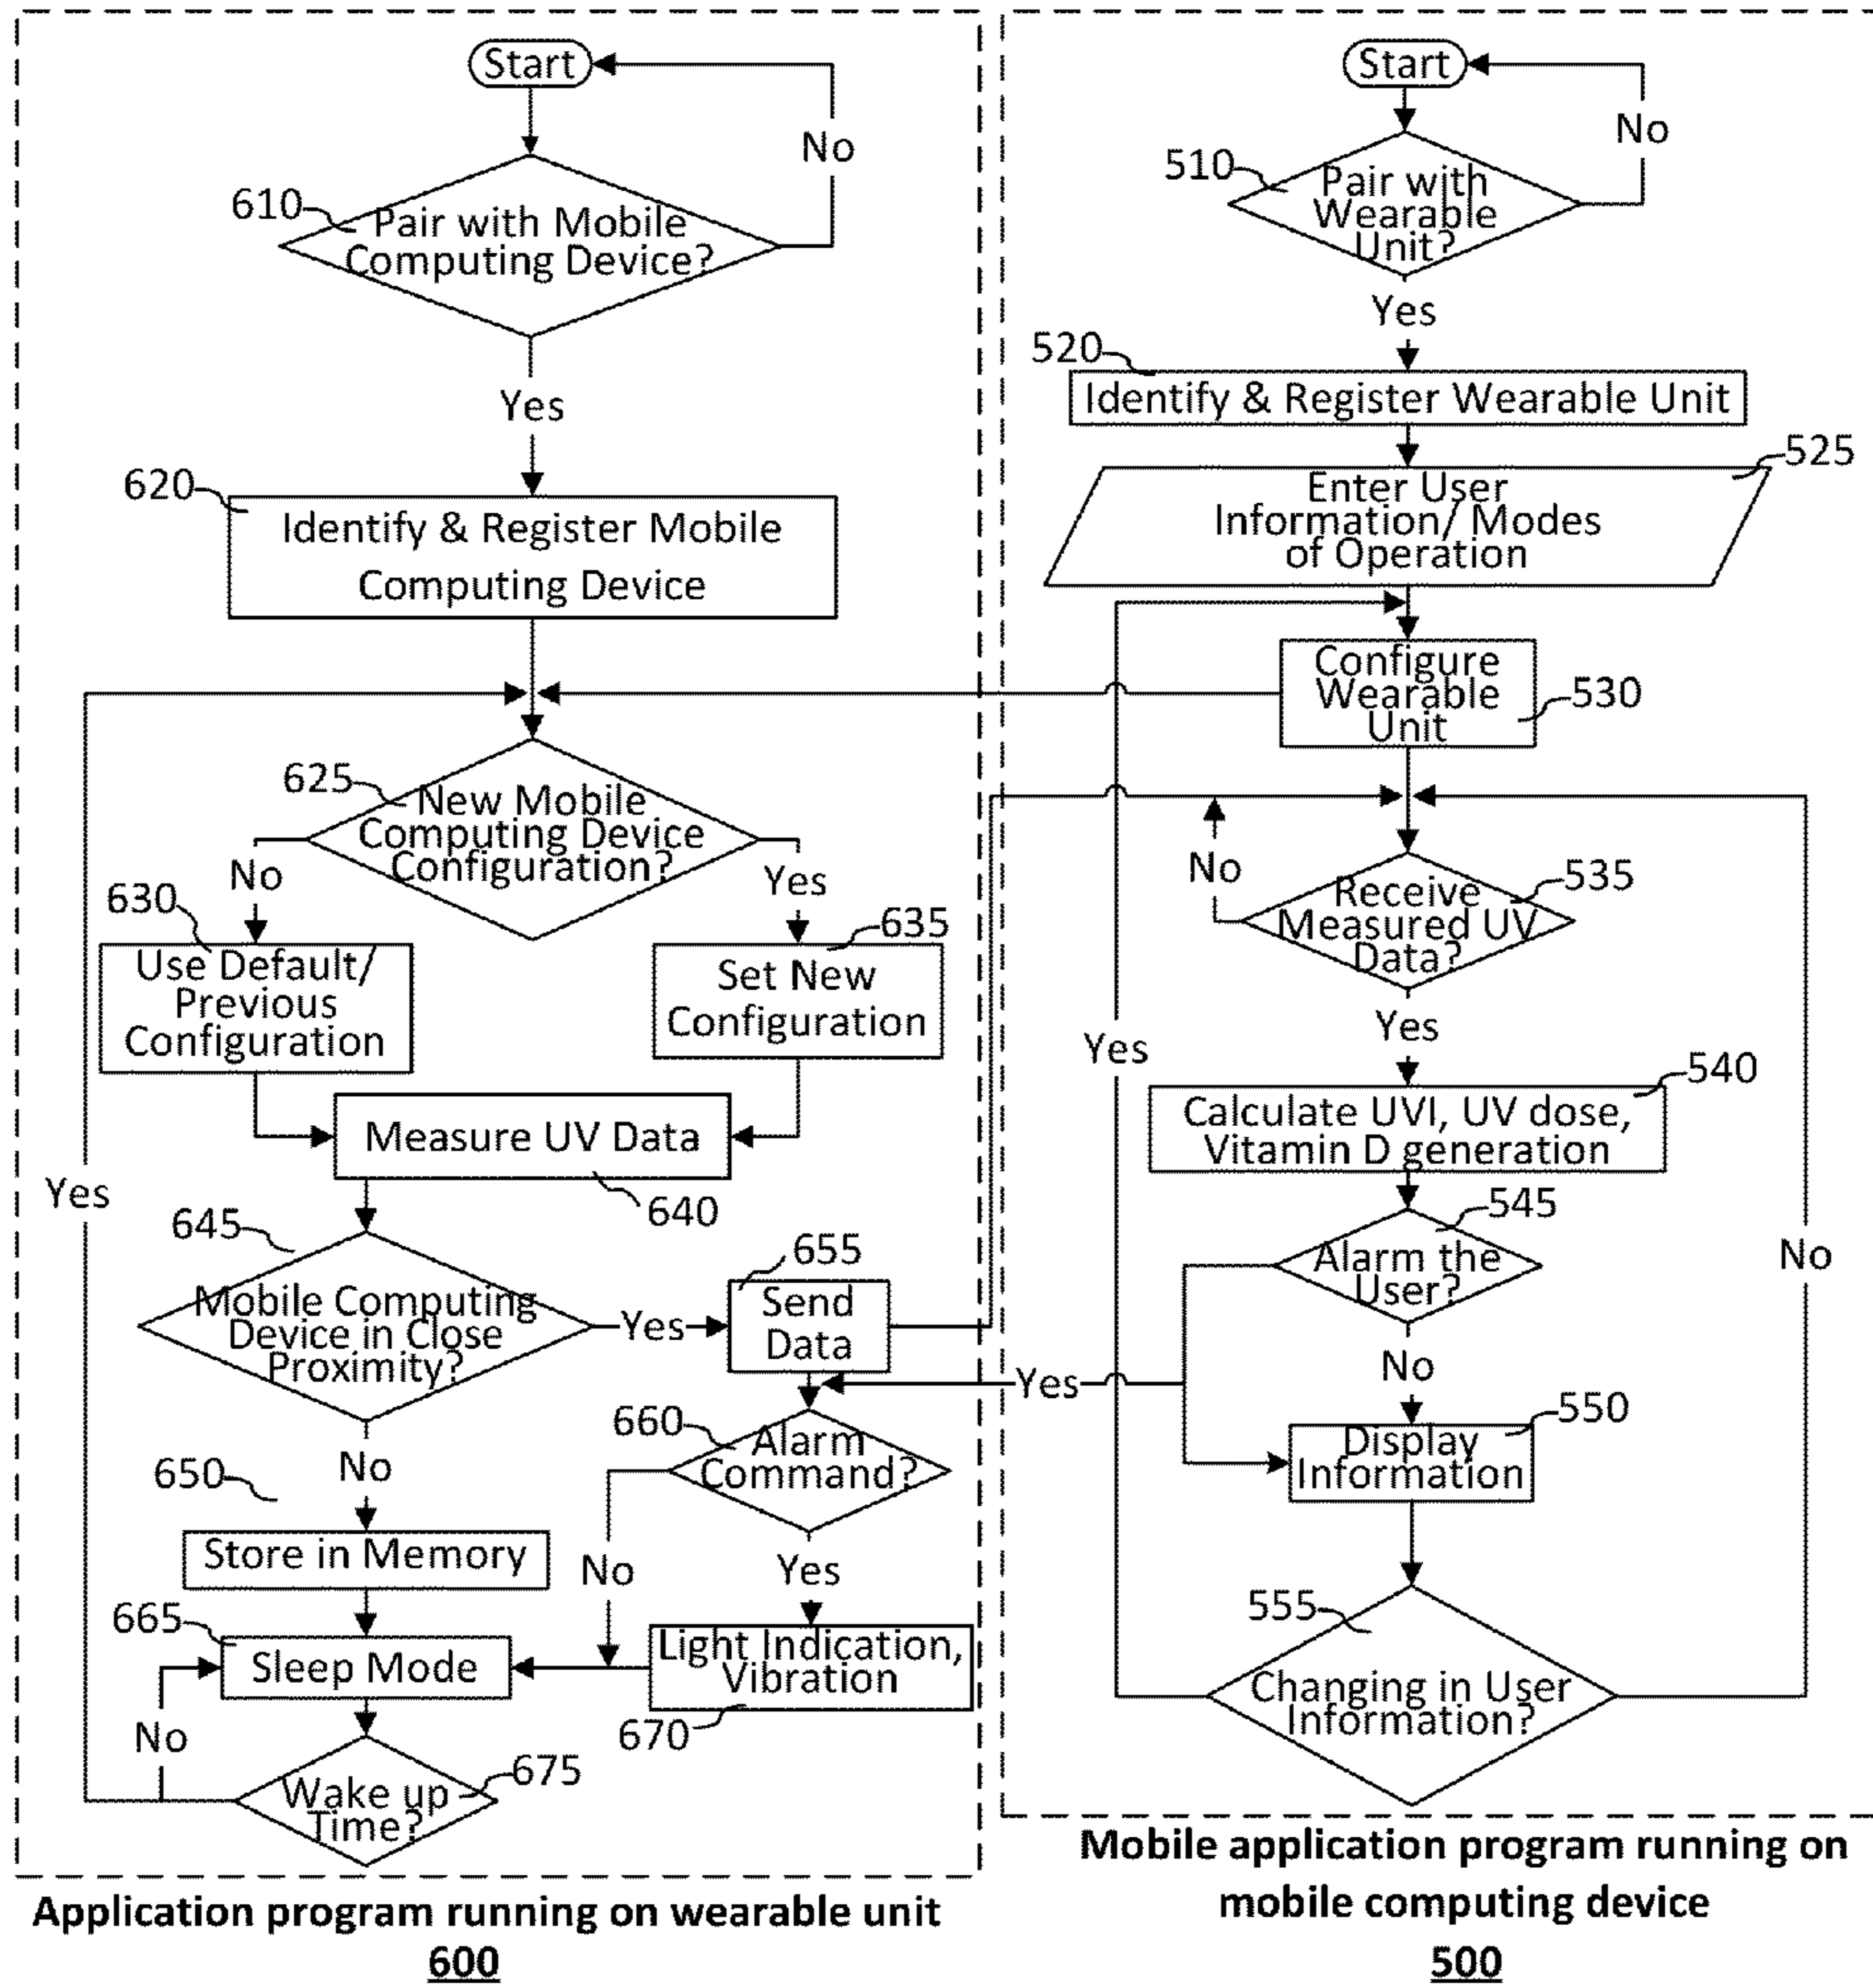 Start
No
610
Pair with Mobile
Computing Device?
Yes
620
Identify & Register Mobile
Computing Device
625
New Mobile
Computing Device
Configuration?
No
Yes
630
Use Default/
Previous
Configuration
635
Set New
Configuration
Measure UV Data
640
Yes
645
Mobile Computing
Device in Close
Proximity?
Yes
655
Send
Data
No
650
Store in Memory
660
Alarm
Command?
No
Yes
665
Sleep Mode
Light Indication,
Vibration
670
No
Wake up
Time?
675
Application program running on wearable unit
600
Start
No
510
Pair with
Wearable
Unit?
Yes
520
Identify & Register Wearable Unit
525
Enter User
Information/ Modes
of Operation
Configure
Wearable
Unit
530
No
Receive
Measured UV
Data?
535
Yes
Yes
540
Calculate UVI, UV dose,
Vitamin D generation
545
Alarm the
User?
No
Yes
No
550
Display
Information
555
Changing in User
Information?
Mobile application program running on
mobile computing device
500